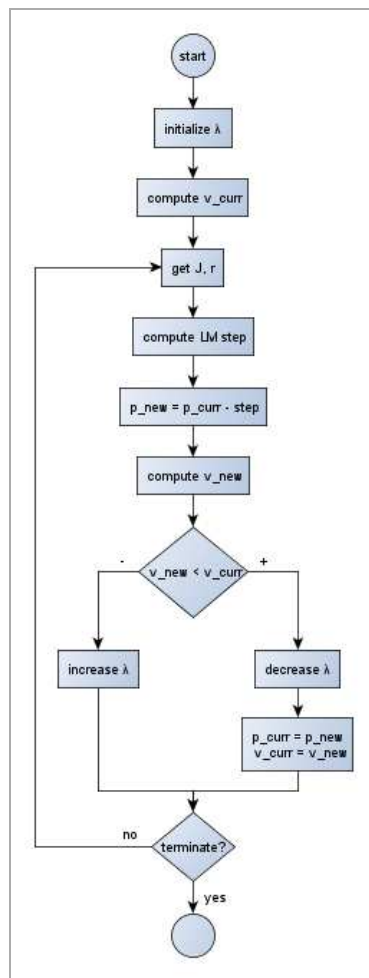 start
initialize λ
compute v_curr
get J, r
compute LM step
p_new = p_curr - step
compute v_new
v_new < v_curr
-
+
increase λ
decrease λ
p_curr = p_new
v_curr = v_new
terminate?
no
yes